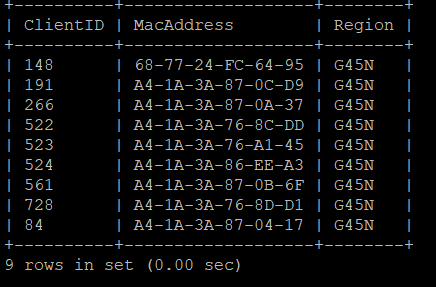 +----------+-------------------+--------+
| ClientID | MacAddress        | Region |
+----------+-------------------+--------+
| 148      | 68-77-24-FC-64-95 | G45N   |
| 191      | A4-1A-3A-87-0C-D9 | G45N   |
| 266      | A4-1A-3A-87-0A-37 | G45N   |
| 522      | A4-1A-3A-76-8C-DD | G45N   |
| 523      | A4-1A-3A-76-A1-45 | G45N   |
| 524      | A4-1A-3A-86-EE-A3 | G45N   |
| 561      | A4-1A-3A-87-0B-6F | G45N   |
| 728      | A4-1A-3A-76-8D-D1 | G45N   |
| 84       | A4-1A-3A-87-04-17 | G45N   |
+----------+-------------------+--------+
9 rows in set (0.00 sec)